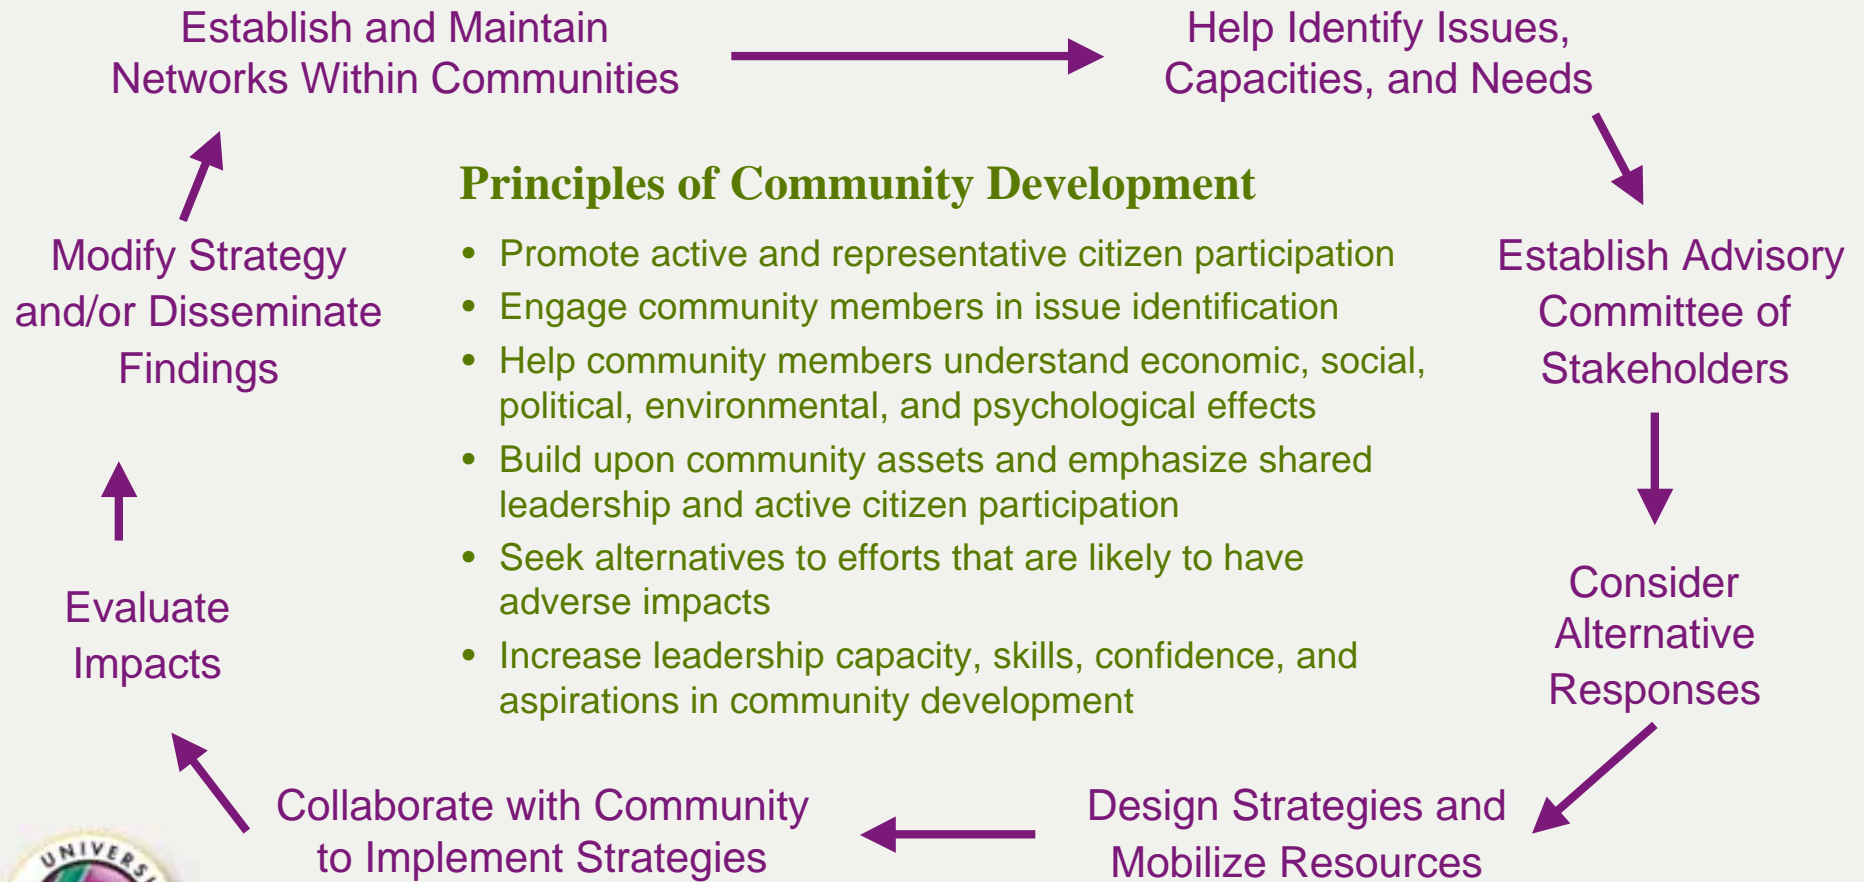 Establish and Maintain
Networks Within Communities
Help Identify Issues,
Capacities, and Needs
Principles of Community Development
• Promote active and representative citizen participation
• Engage community members in issue identification
• Help community members understand economic, social,
political, environmental, and psychological effects
• Build upon community assets and emphasize shared
leadership and active citizen participation
• Seek alternatives to efforts that are likely to have
adverse impacts
• Increase leadership capacity, skills, confidence, and
aspirations in community development
Establish Advisory
Committee of
Stakeholders
Consider
Alternative
Responses
Design Strategies and
Mobilize Resources
Collaborate with Community
to Implement Strategies
Evaluate
Impacts
Modify Strategy
and/or Disseminate
Findings